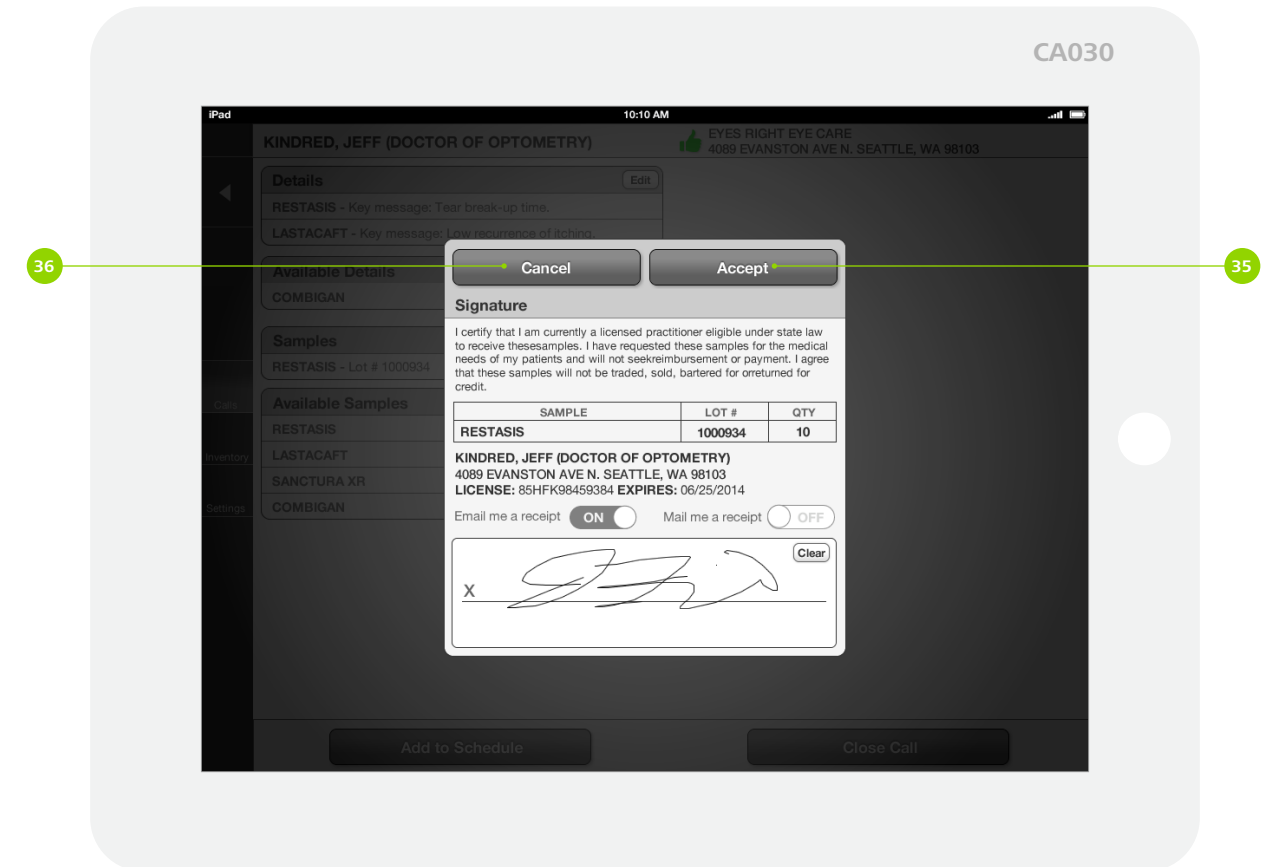 CA030
iPad
10:10 AM
KINDRED, JEFF (DOCTOR OF OPTOMETRY)
EYES RIGHT EYE CARE
4089 EVANSTON AVE N. SEATTLE, WA 98103
Details
Edit
RESTASIS - Key message: Tear break-up time.
LASTACAFT - Key message: Low recurrence of itching.
36
Cancel
Accept
35
Available Details
COMBIGAN
Samples
RESTASIS - Lot # 1000934
Calls
Available Samples
RESTASIS
Inventory
LASTACAFT
SANCTURA XR
Settings
COMBIGAN
Signature
I certify that I am currently a licensed practitioner eligible under state law
to receive thesesamples. I have requested these samples for the medical
needs of my patients and will not seekreimbursement or payment. I agree
that these samples will not be traded, sold, bartered for orreturned for
credit.
SAMPLE LOT # QTY
RESTASIS 1000934 10
KINDRED, JEFF (DOCTOR OF OPTOMETRY)
4089 EVANSTON AVE N. SEATTLE, WA 98103
LICENSE: 85HFK98459384 EXPIRES: 06/25/2014
Email me a receipt ON Mail me a receipt OFF
Clear
X
Add to Schedule
Close Call